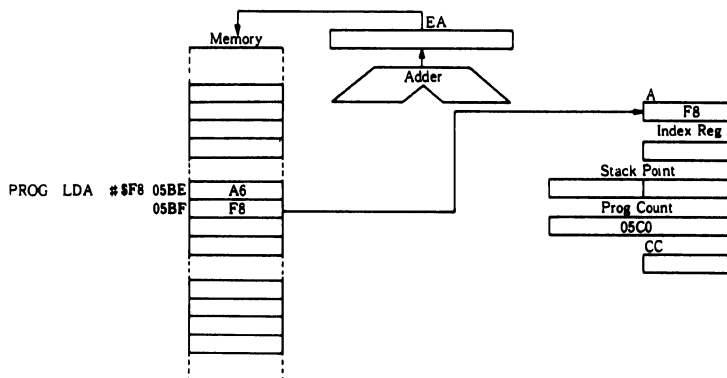 EA
Memory
Adder
A
F8
Index Reg
Stack Point
PROG LDA #$F8 05BE A6
05BF F8
Prog Count
05C0
CC